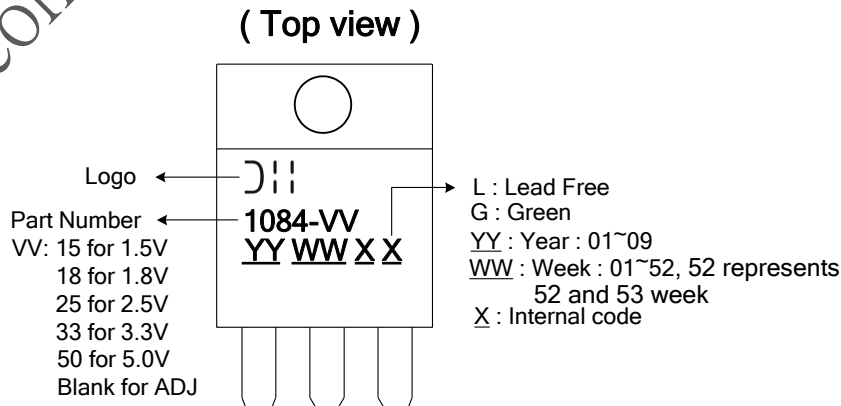 ( Top view )
Logo
Part Number
VV: 15 for 1.5V
18 for 1.8V
25 for 2.5V
33 for 3.3V
50 for 5.0V
Blank for ADJ
1084-VV
YY WW X X
L : Lead Free
G : Green
YY : Year : 01~09
WW : Week : 01~52, 52 represents
52 and 53 week
X : Internal code